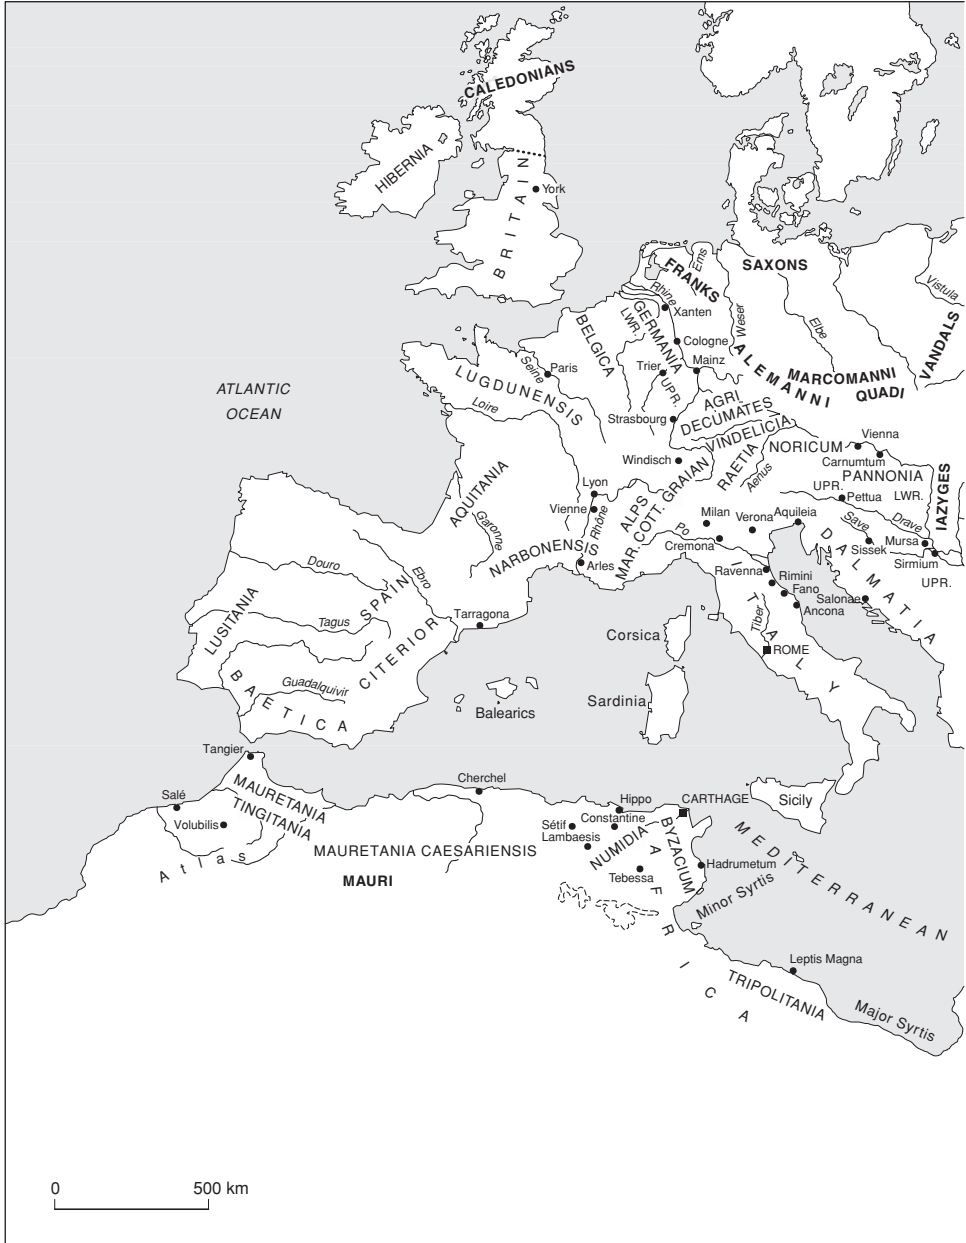 CALEDONIANS
HIBERNIA
BRITAIN
York
SAXONS
FRANKS
Ems
Rhine
Xanten
Weser
Elbe
Vistula
VANDALS
LWR.
GERMANIA
UPR.
BELGICA
Cologne
Mainz
Trier
ALEMANNI
MARCOMANNI
QUADI
Seine
Paris
LUGDUNENSIS
Loire
ATLANTIC
OCEAN
Strasbourg
AGRI
DECUMATES
VINDELICIA
Windisch
RAETIA
Aenus
NORICUM
Vienna
Carnumtum
PANNONIA
UPR.
LWR.
Pettua
IAZYGES
AQUITANIA
Garonne
Lyon
Vienne
Rhône
ALPS
MAR. COTT. GRAIAN
Milan
Po
Cremona
Verona
Aquileia
Save
Drave
Sissek
Mursa
Sirmium
UPR.
DALMATIA
NARBONENSIS
Arles
Ravenna
Rimini
Fano
Ancona
Salonae
ITALY
Tiber
ROME
Douro
Ebro
SPAIN
CITERIOR
Tarragona
LUSITANIA
Tagus
Guadalquivir
BAETICA
Corsica
Sardinia
Balearics
Tangier
Salé
Volubilis
MAURETANIA
TINGITANIA
Atlas
Cherchel
MAURETANIA CAESARIENSIS
MAURI
Hippo
CARTHAGE
Sicily
Sétif
Constantine
Lambaesis
NUMIDIA
BYZACIUM
Tebessa
Hadrumetum
AFRICA
Minor Syrtis
MEDITERRANEAN
Leptis Magna
TRIPOLITANIA
Major Syrtis
0 500 km